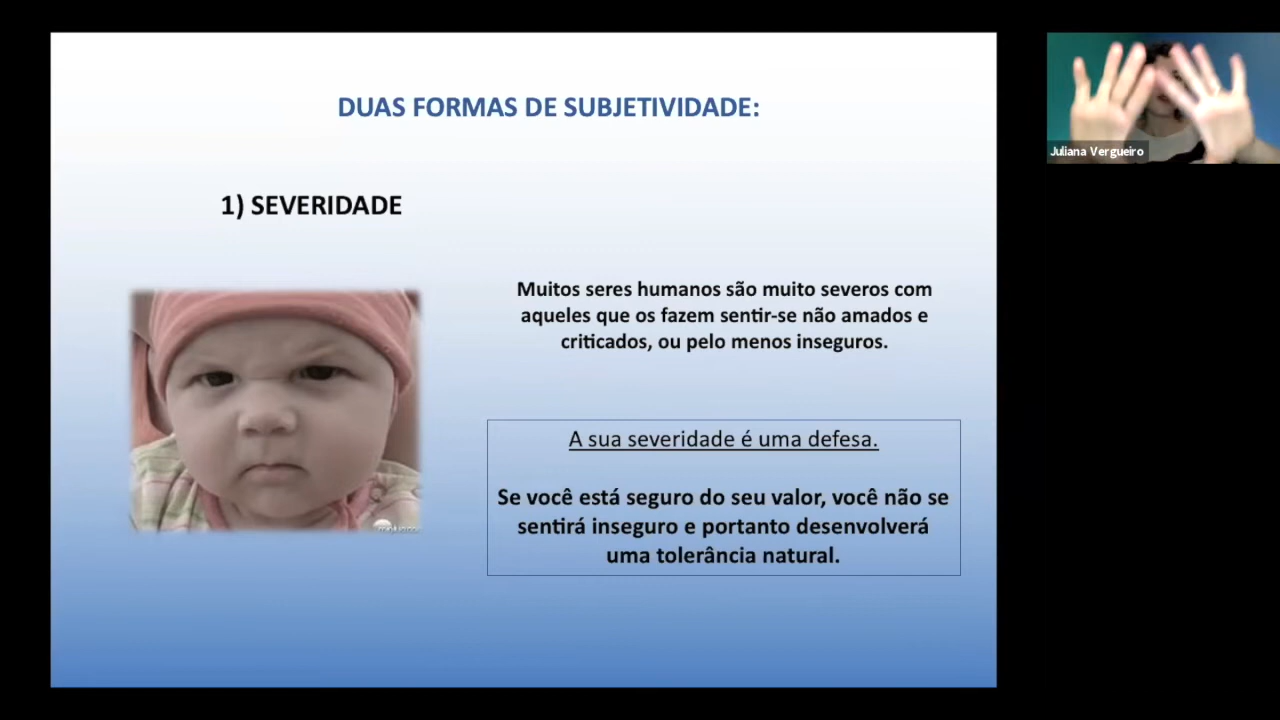 DUAS FORMAS DE SUBJETIVIDADE:
Juliana Vergueiro
1) SEVERIDADE
Muitos seres humanos são muito severos com
aqueles que os fazem sentir-se não amados e
criticados, ou pelo menos inseguros.
A sua severidade é uma defesa.
Se você está seguro do seu valor, você não se
sentirá inseguro e portanto desenvolverá
uma tolerância natural.